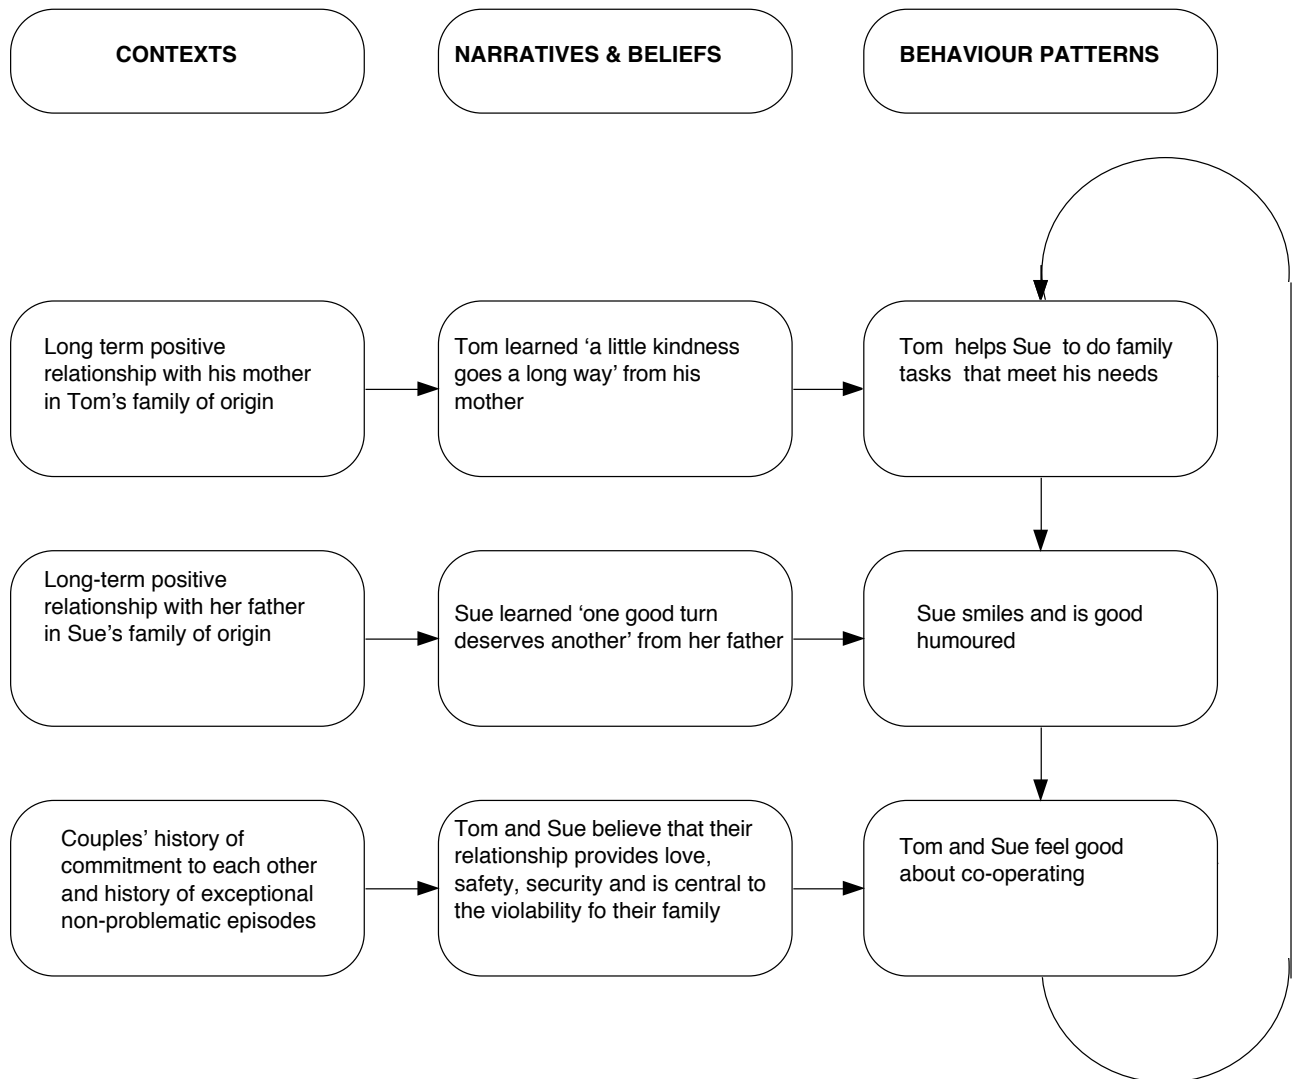 CONTEXTS
NARRATIVES & BELIEFS
BEHAVIOUR PATTERNS
Long term positive
relationship with his mother
in Tom’s family of origin
Tom learned ‘a little kindness
goes a long way’ from his
mother
Tom helps Sue to do family
tasks that meet his needs
Long-term positive
relationship with her father
in Sue’s family of origin
Sue learned ‘one good turn
deserves another’ from her father
Sue smiles and is good
humoured
Couples’ history of
commitment to each other
and history of exceptional
non-problematic episodes
Tom and Sue believe that their
relationship provides love,
safety, security and is central to
the violability fo their family
Tom and Sue feel good
about co-operating